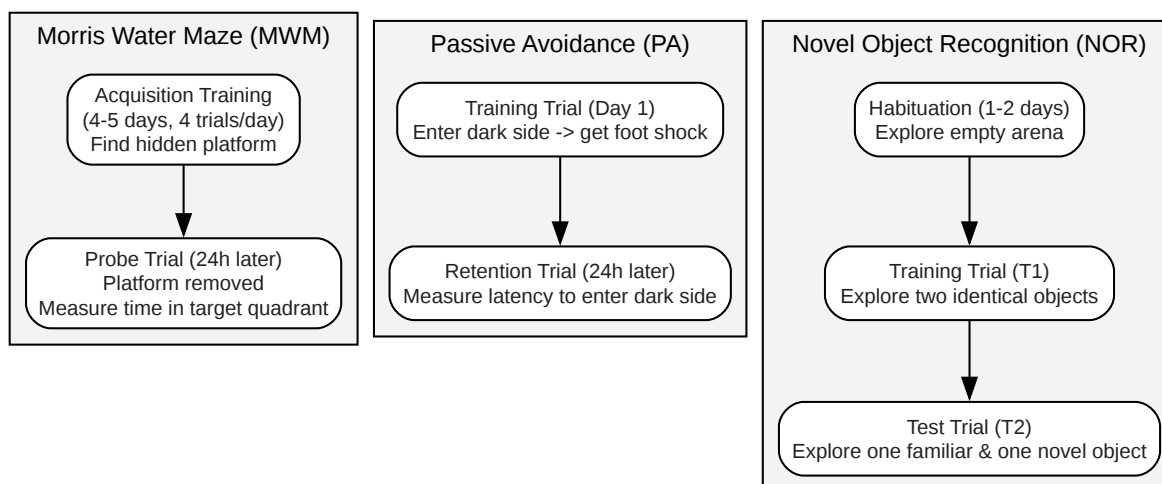 Morris Water Maze (MWM)
Acquisition Training
(4-5 days, 4 trials/day)
Find hidden platform
Probe Trial (24h later)
Platform removed
Measure time in target quadrant
Passive Avoidance (PA)
Training Trial (Day 1)
Enter dark side -> get foot shock
Retention Trial (24h later)
Measure latency to enter dark side
Novel Object Recognition (NOR)
Habituation (1-2 days)
Explore empty arena
Training Trial (T1)
Explore two identical objects
Test Trial (T2)
Explore one familiar & one novel object